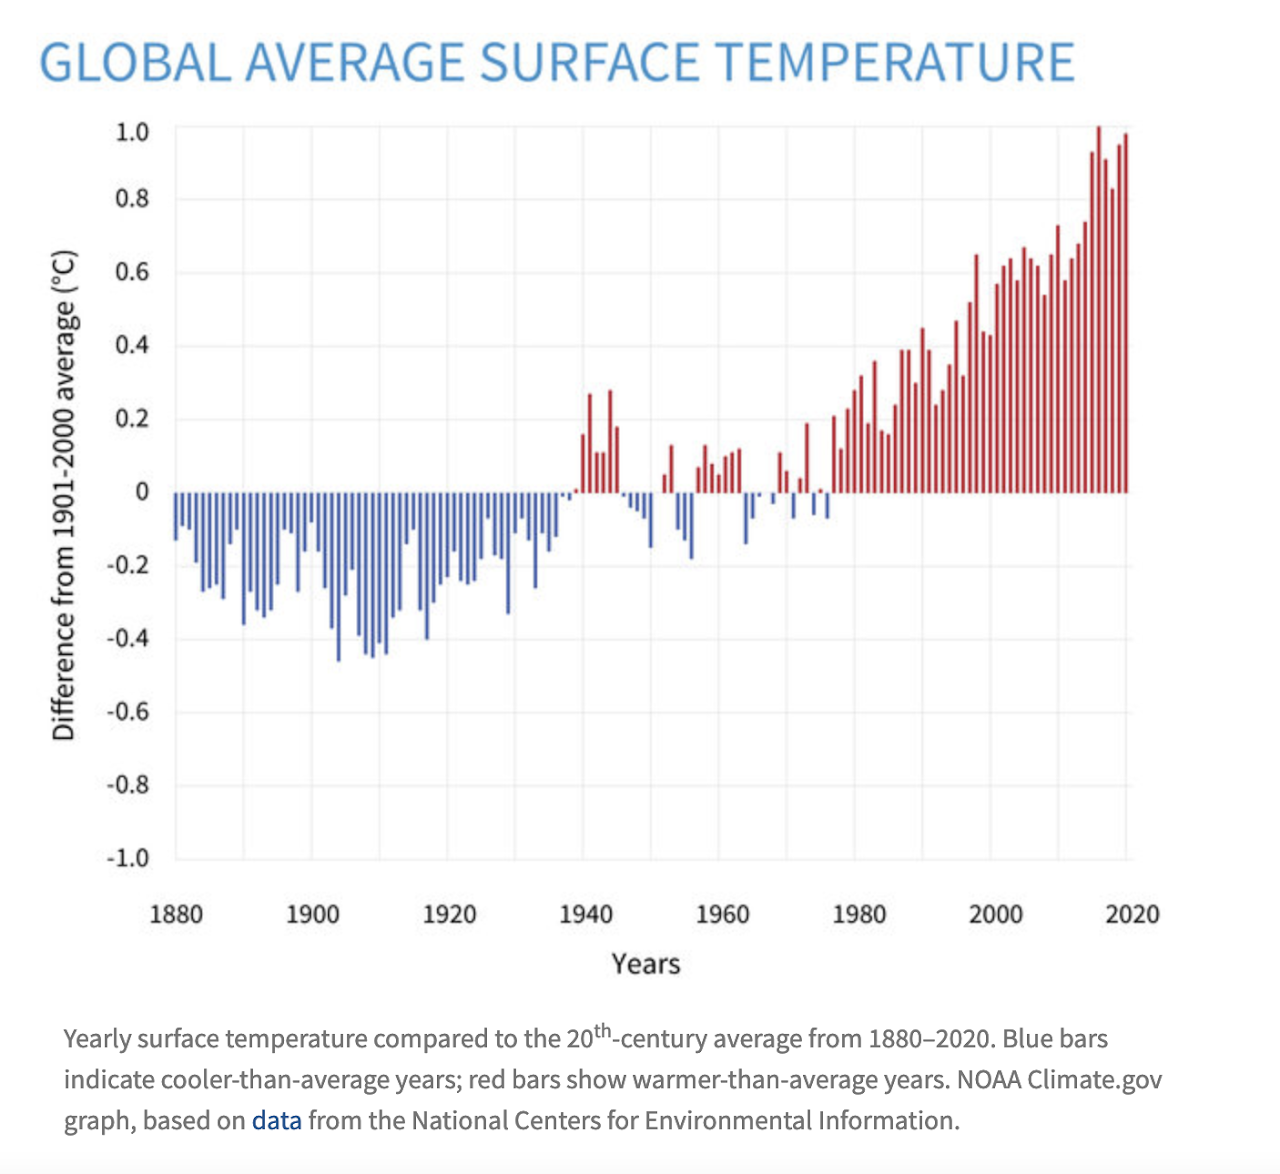 GLOBAL AVERAGE SURFACE TEMPERATURE
1.0
0.8
0.6
0.4
0.2
0
-0.2
-0.4
-0.6
-0.8
-1.0
Difference from 1901-2000 average (°C)
1880 1900 1920 1940 1960 1980 2000 2020
Years
Yearly surface temperature compared to the 20th-century average from 1880–2020. Blue bars
indicate cooler-than-average years; red bars show warmer-than-average years. NOAA Climate.gov
graph, based on data from the National Centers for Environmental Information.